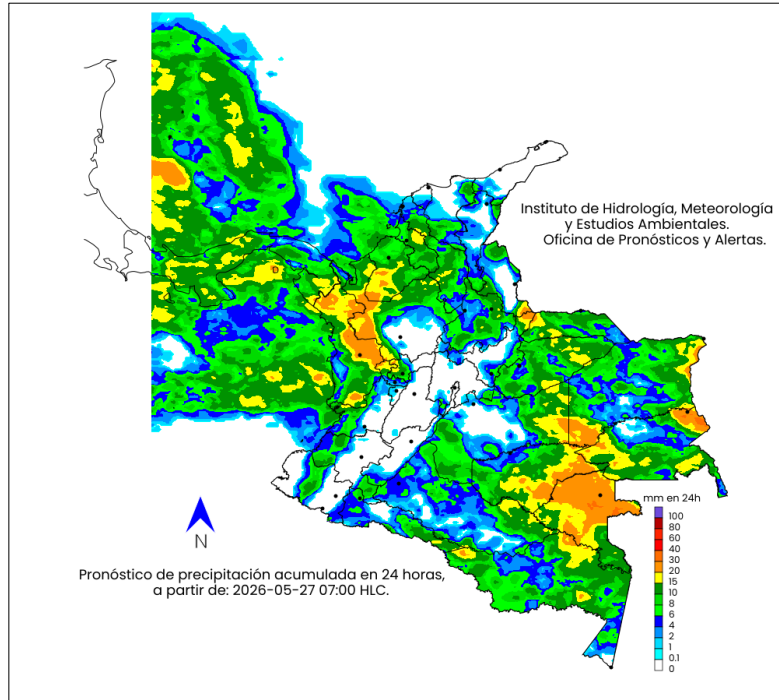 Instituto de Hidrología, Meteorología
y Estudios Ambientales.
Oficina de Pronósticos y Alertas.
N
Pronóstico de precipitación acumulada en 24 horas,
a partir de: 2026-05-27 07:00 HLC.
mm en 24h
100
80
60
40
30
20
15
10
8
6
4
2
1
0.1
0